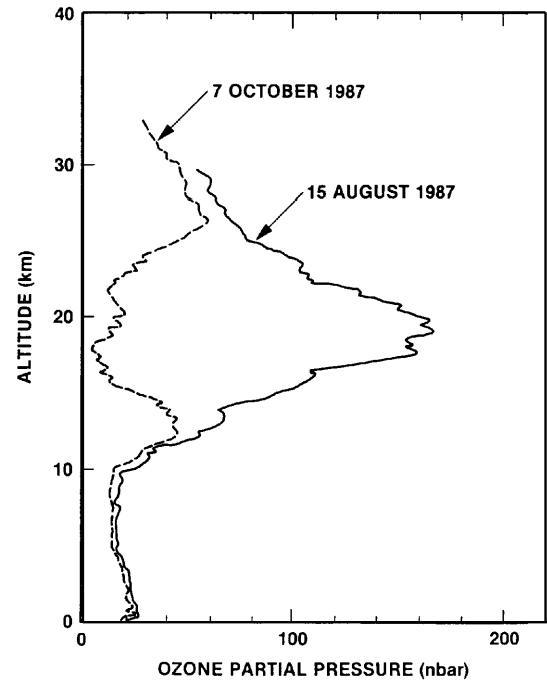 40
7 OCTOBER 1987
30
15 AUGUST 1987
ALTITUDE (km)
20
10
0
0
100
200
OZONE PARTIAL PRESSURE (nbar)